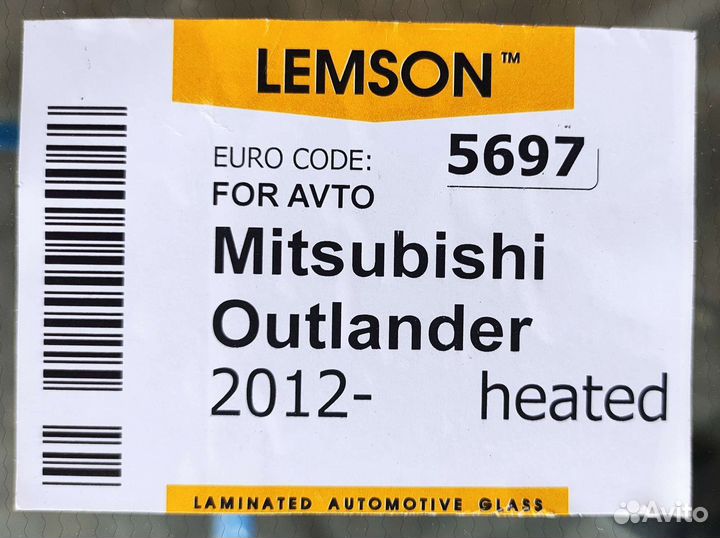 LEMSON™
EURO CODE: 5697
FOR AVTO
Mitsubishi
Outlander
2012- heated
LAMINATED AUTOMOTIVE GLASS
Avito